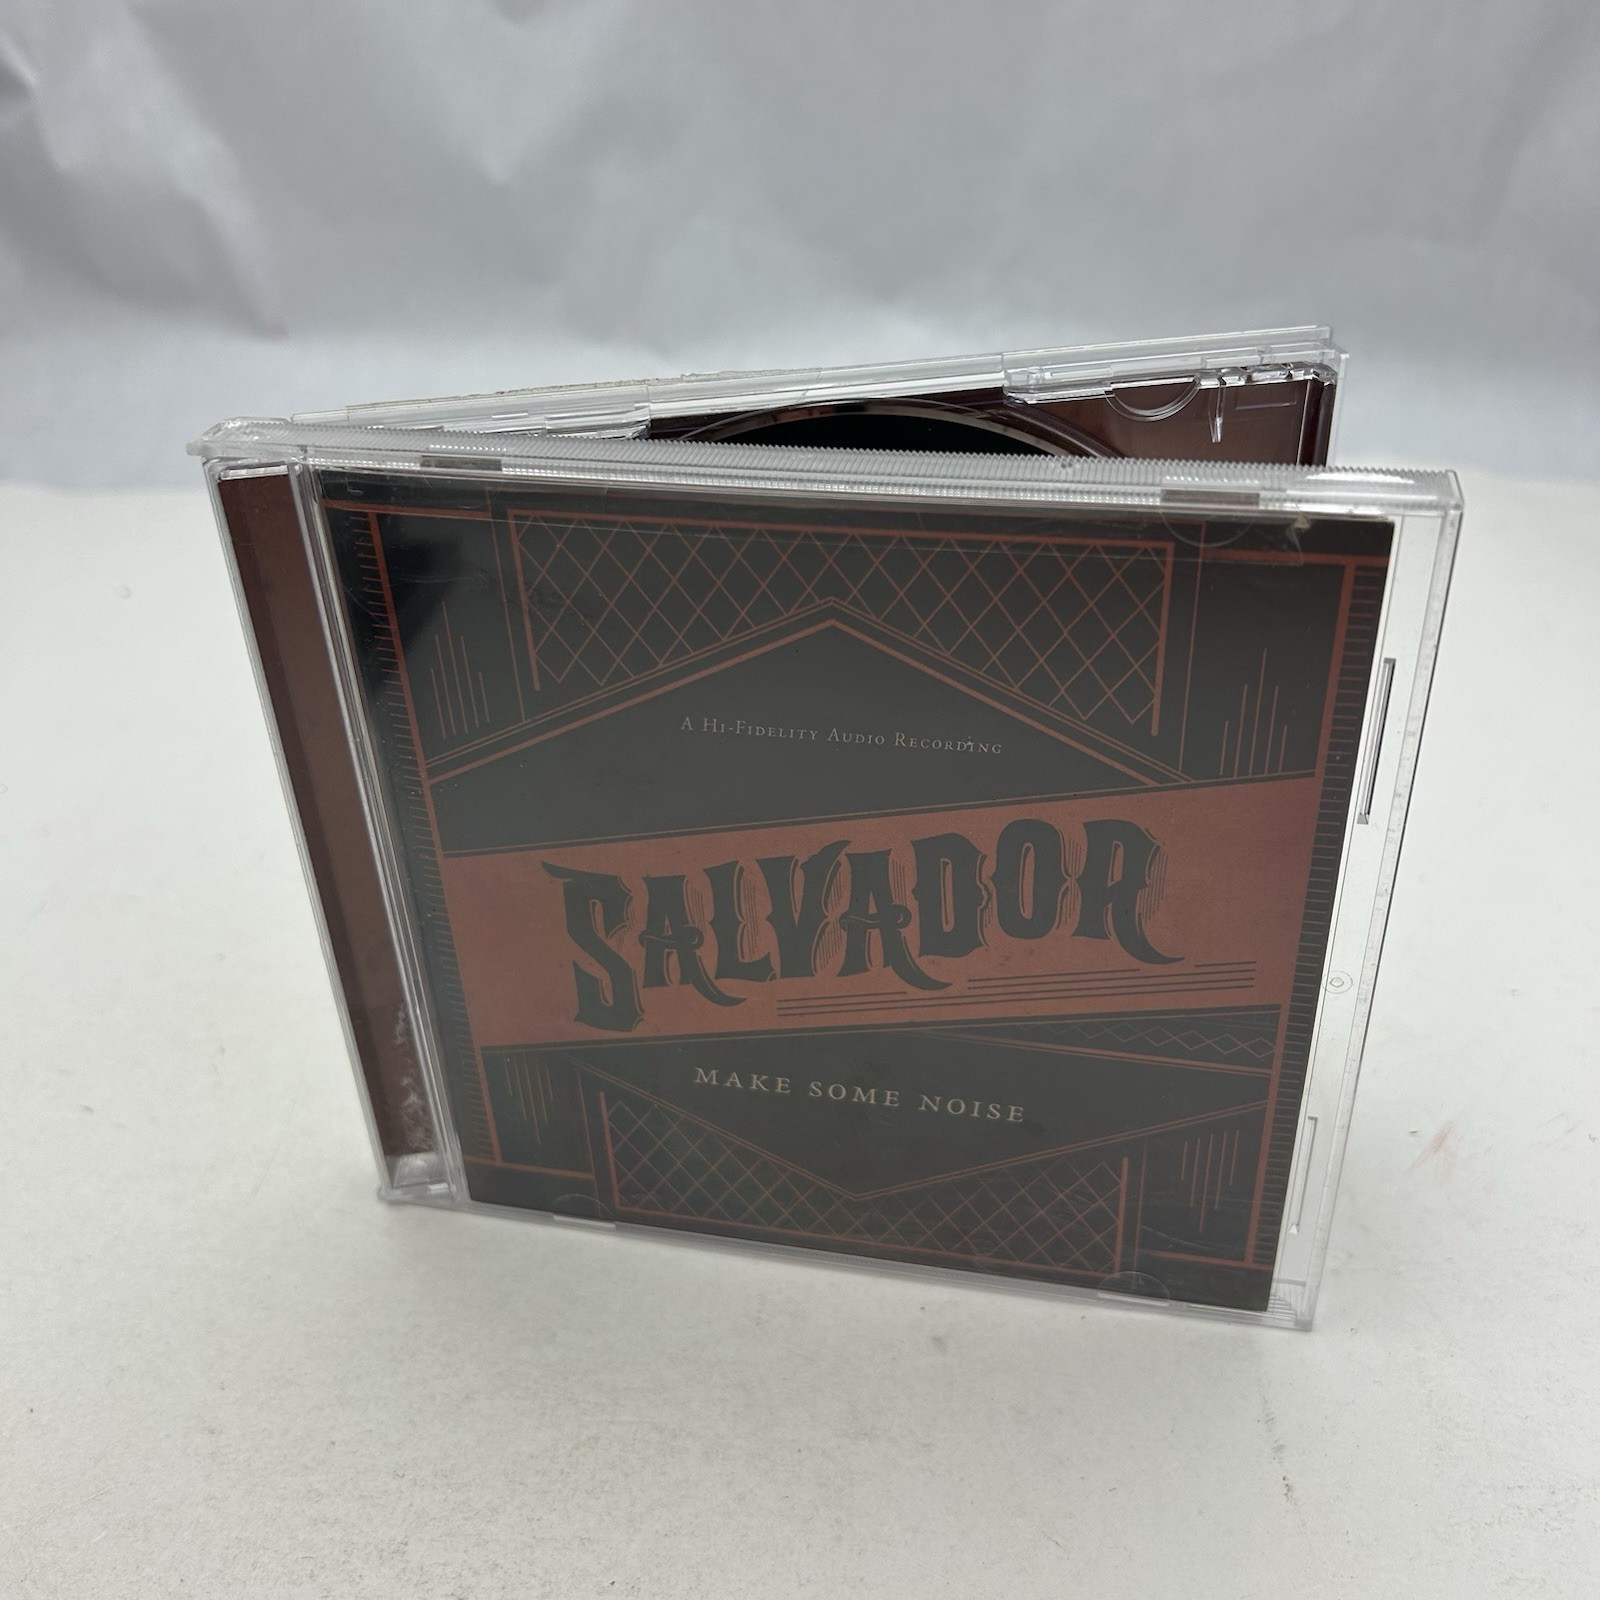 A Hi-Fidelity Audio Recording
SALVADOR
MAKE SOME NOISE